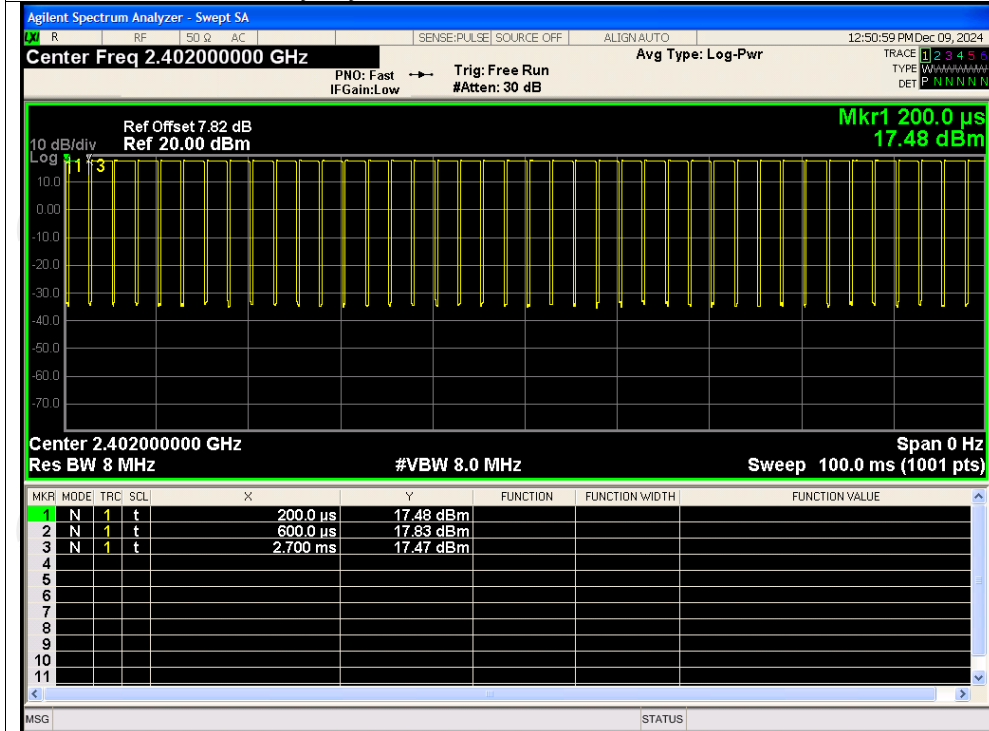 Agilent Spectrum Analyzer - Swept SA
LXI R RF 50 Ω AC SENSE:PULSE SOURCE OFF ALIGN AUTO 12:50:59 PM Dec 09, 2024
Center Freq 2.402000000 GHz Avg Type: Log-Pwr TRACE 1 2 3 4 5 6
PNO: Fast Trig: Free Run TYPE WWWWWW
IFGain:Low #Atten: 30 dB DET P N N N N N
Mkr1 200.0 µs
Ref Offset 7.82 dB
10 dB/div Ref 20.00 dBm 17.48 dBm
Log
1 3
10.0
0.00
-10.0
-20.0
-30.0
-40.0
-50.0
-60.0
-70.0
Center 2.402000000 GHz Span 0 Hz
Res BW 8 MHz #VBW 8.0 MHz Sweep 100.0 ms (1001 pts)
MKR MODE TRC SCL X Y FUNCTION FUNCTION WIDTH FUNCTION VALUE
1 N 1 t 200.0 µs 17.48 dBm
2 N 1 t 600.0 µs 17.83 dBm
3 N 1 t 2.700 ms 17.47 dBm
4
5
6
7
8
9
10
11
MSG STATUS